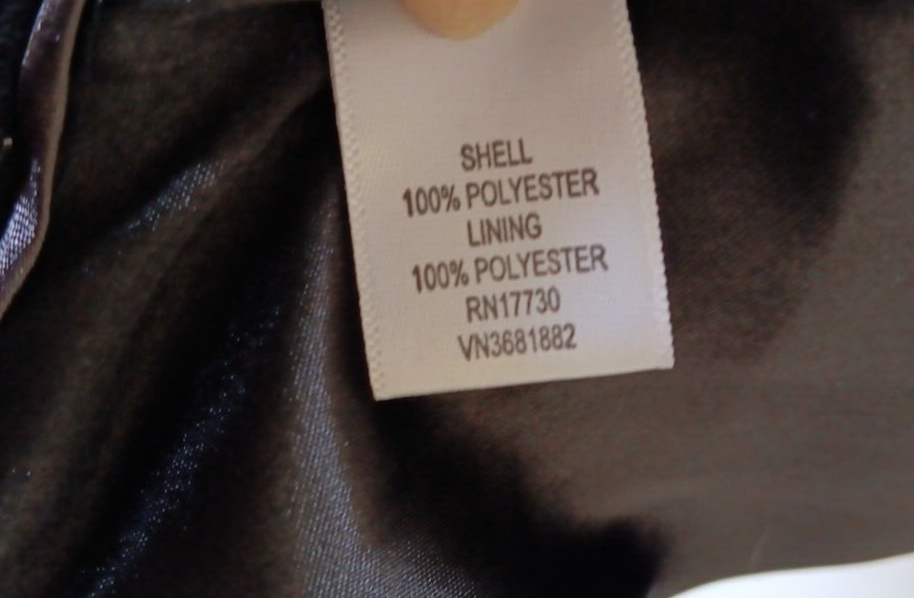 SHELL
100% POLYESTER
LINING
100% POLYESTER
RN17730
VN3681882